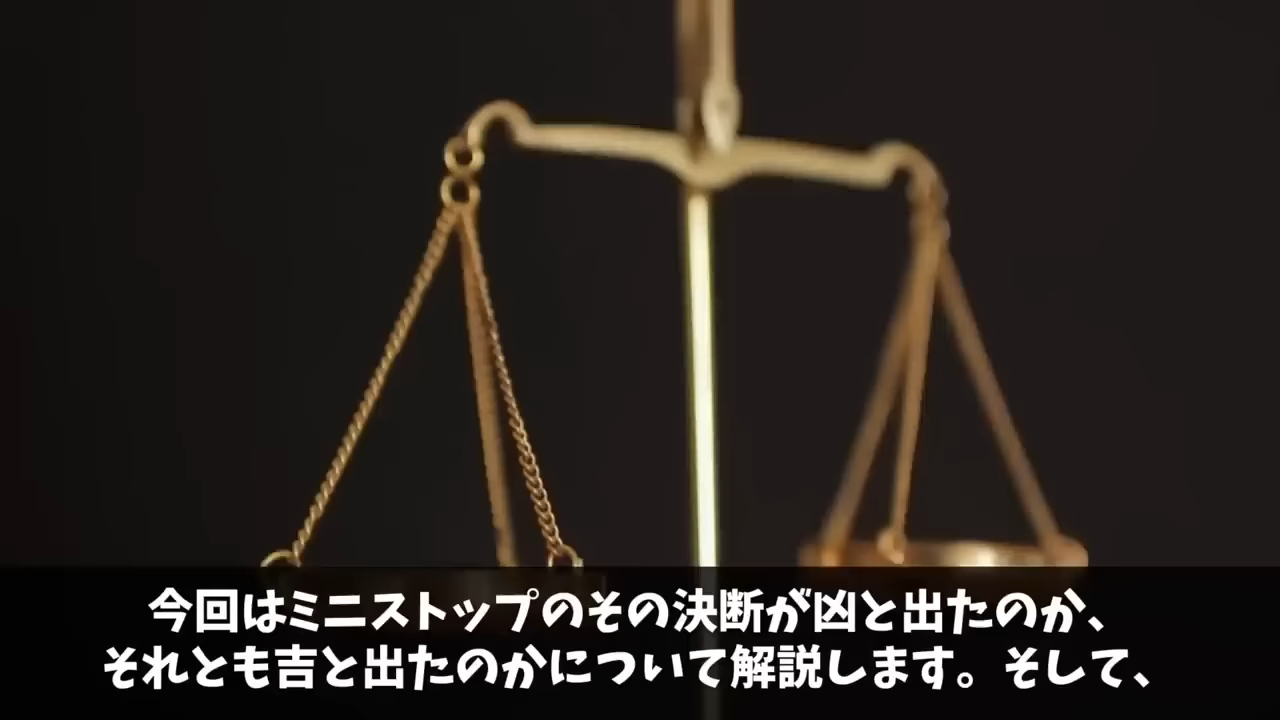 今回はミニストップのその決断が凶と出たのか、
それとも吉と出たのかについて解説します。そして、